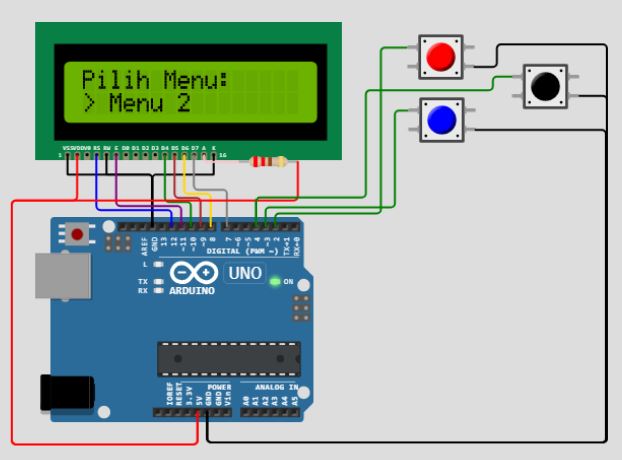 Pilih Menu:
> Menu 2
VSS VDD V0 RS RW E D0 D1 D2 D3 D4 D5 D6 D7 A K
1 16
AREF GND 13 12 ~11 ~10 ~9 8 7 ~6 ~5 4 ~3 2 TX→1 RX←0
DIGITAL (PWM ~)
L
UNO
TX
RX
ARDUINO
ON
POWER
ANALOG IN
IOREF RESET 3.3V 5V GND GND Vin A0 A1 A2 A3 A4 A5